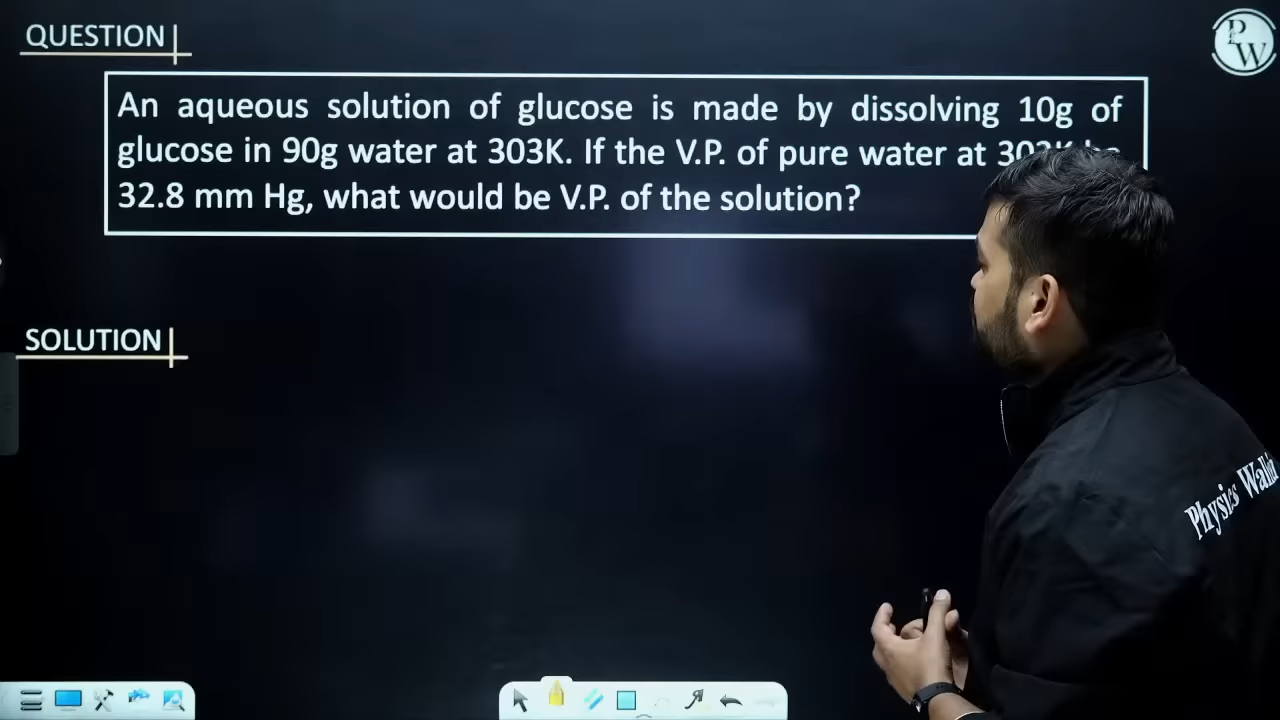 QUESTION
P
W
An aqueous solution of glucose is made by dissolving 10g of
glucose in 90g water at 303K. If the V.P. of pure water at
32.8 mm Hg, what would be V.P. of the solution?
SOLUTION
Physics Wallah